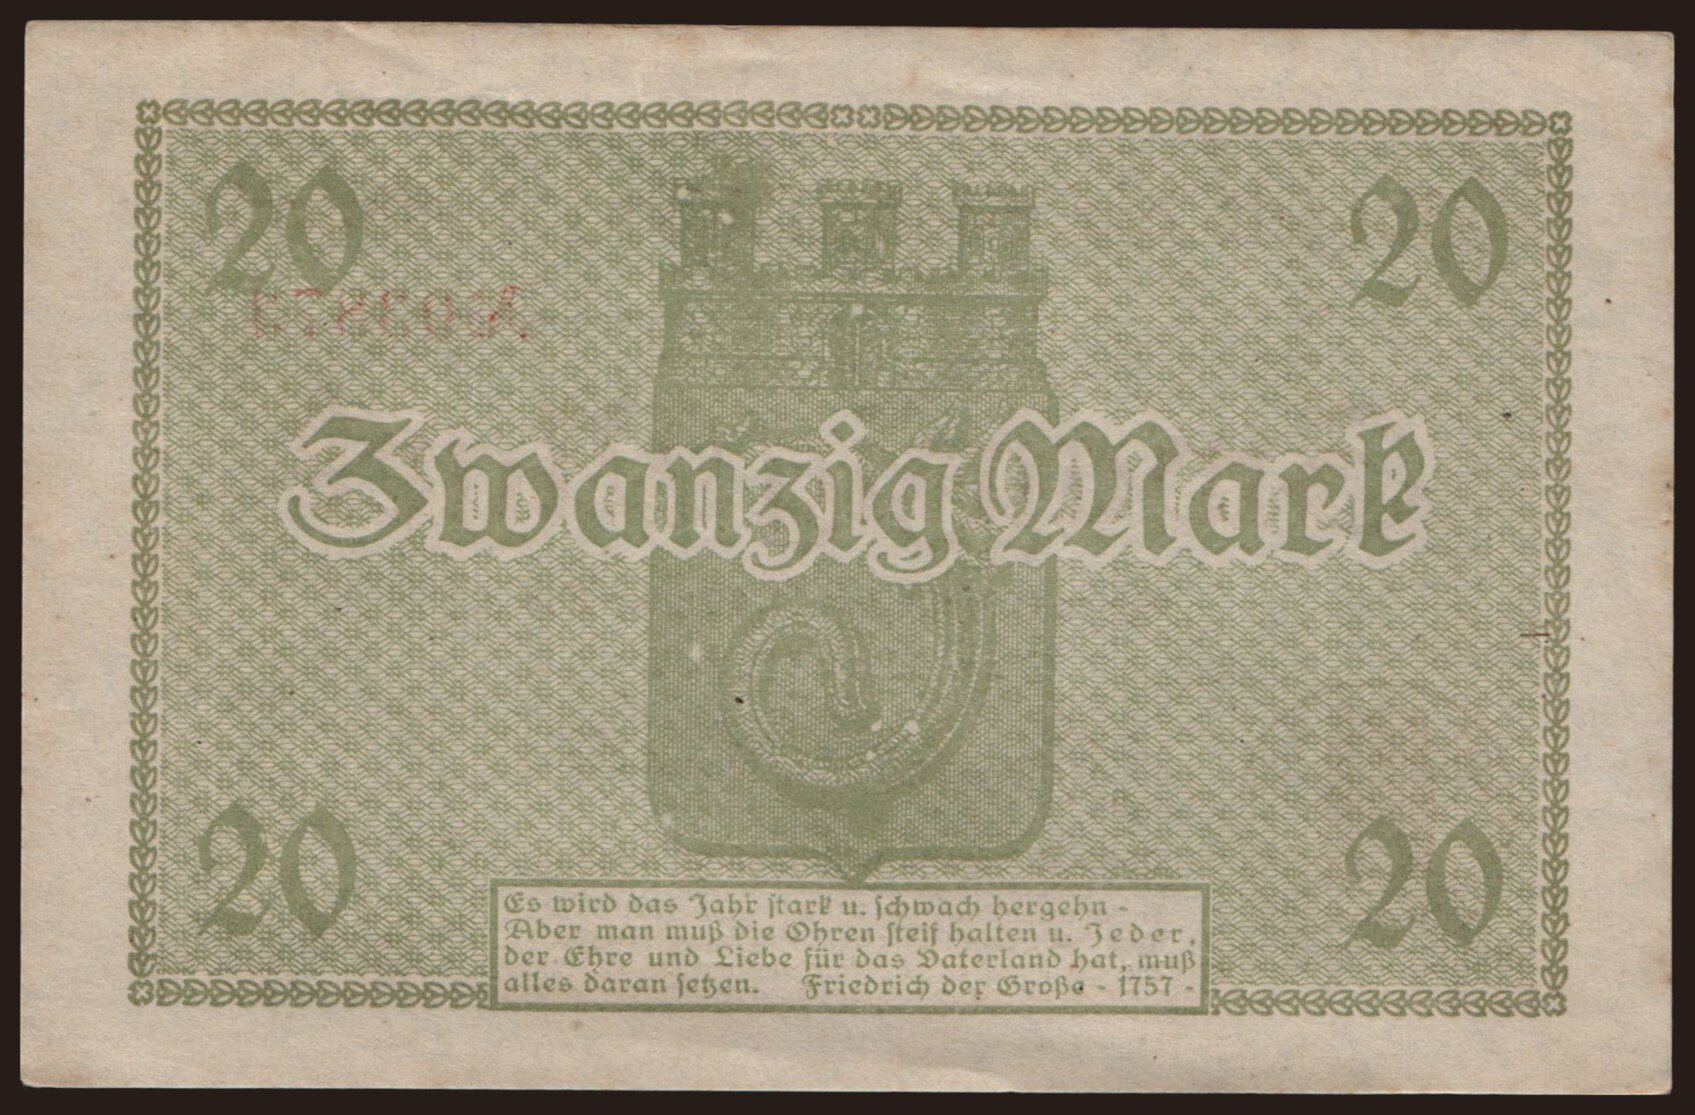 20
20
Zwanzig Mark
20
20
Es wird das Jahr stark u. schwach hergehn -
Aber man muß die Ohren steif halten u. Jeder,
der Ehre und Liebe für das Vaterland hat, muß
alles daran setzen. Friedrich der Große - 1757 -